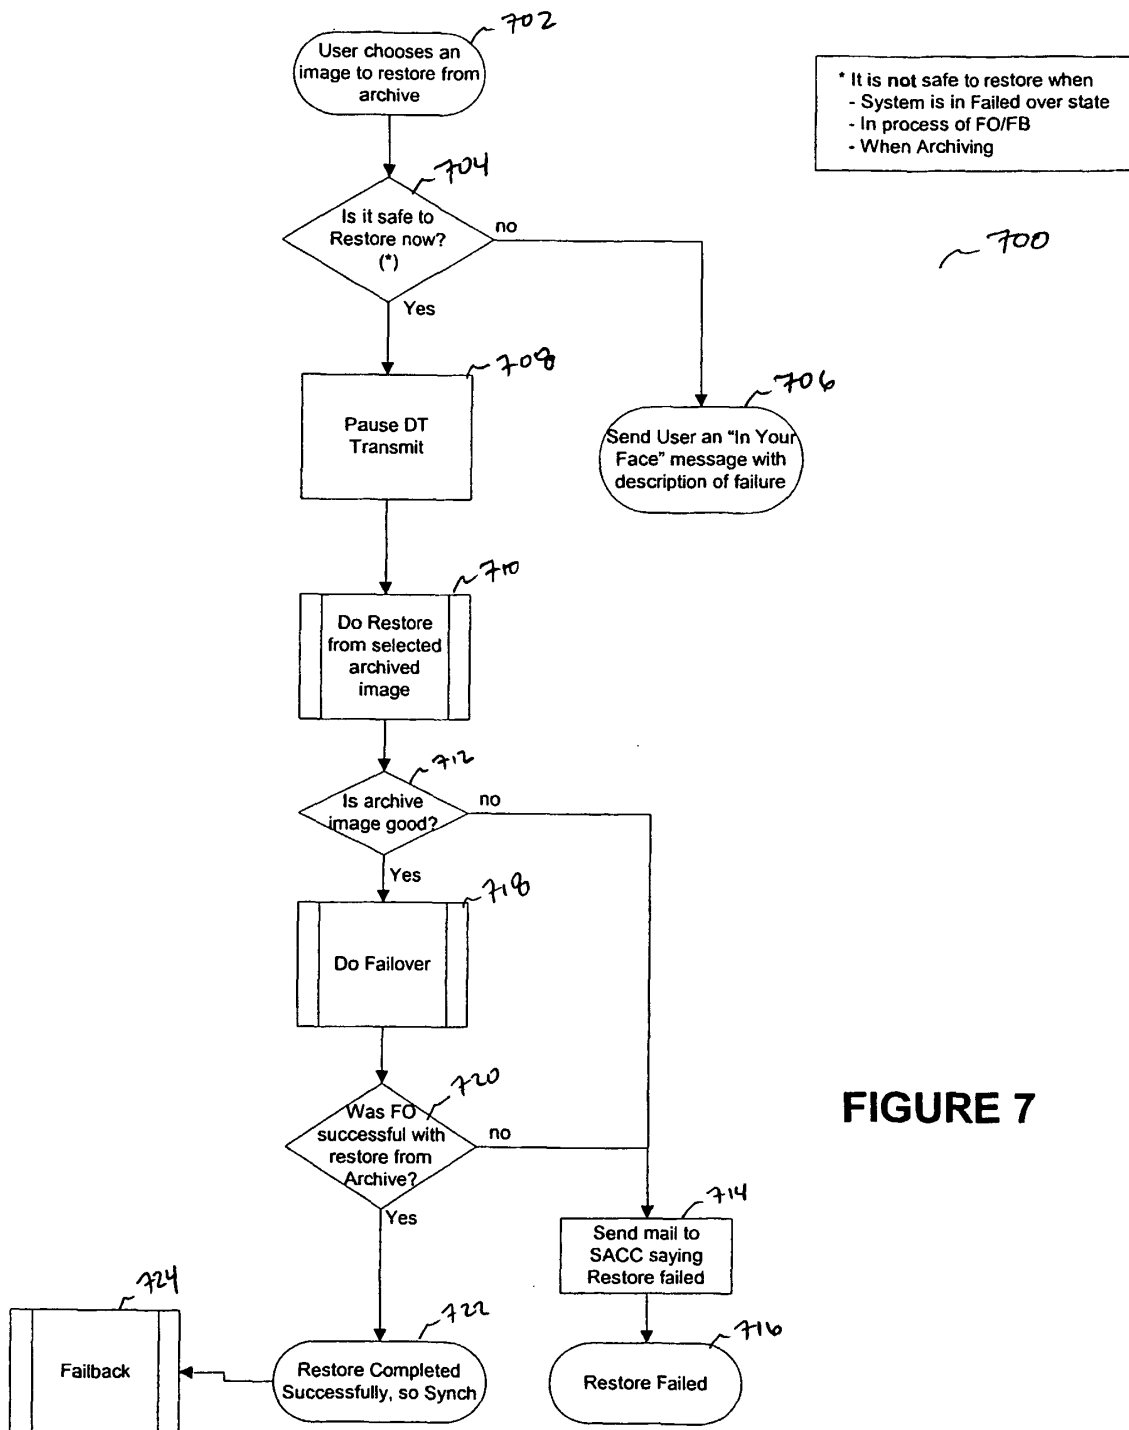 702
User chooses an
image to restore from
archive
* It is not safe to restore when
- System is in Failed over state
- In process of FO/FB
- When Archiving
704
Is it safe to
Restore now?
(*)
no
Yes
700
708
Pause DT
Transmit
706
Send User an “In Your
Face” message with
description of failure
710
Do Restore
from selected
archived
image
712
Is archive
image good?
no
Yes
718
Do Failover
720
Was FO
successful with
restore from
Archive?
no
Yes
FIGURE 7
714
Send mail to
SACC saying
Restore failed
724
Failback
722
Restore Completed
Successfully, so Synch
716
Restore Failed